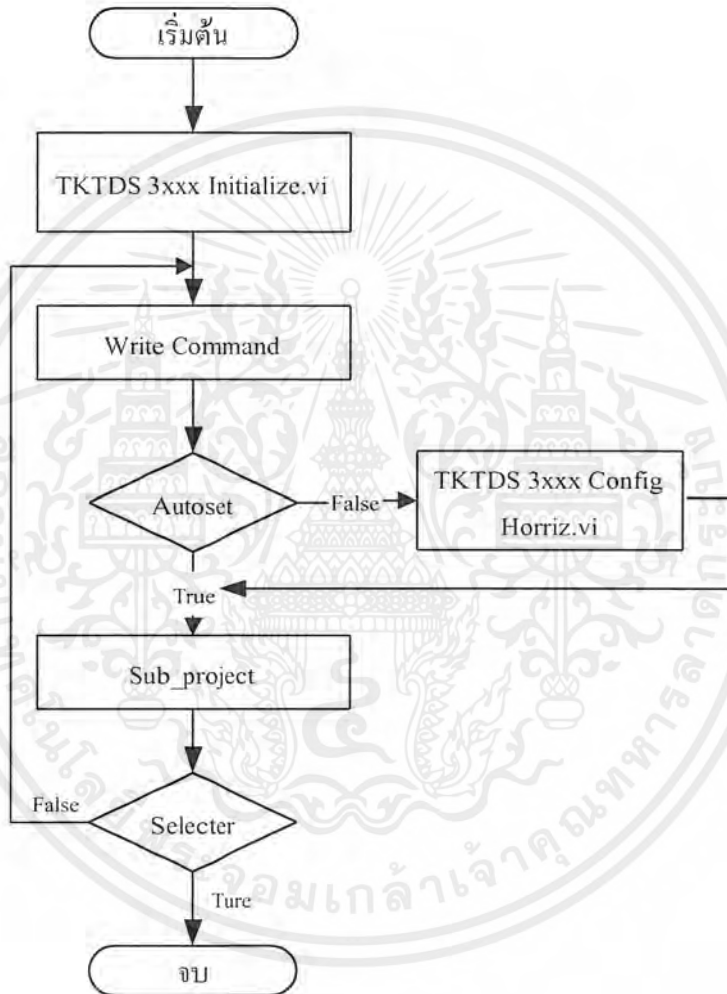 เริ่มต้น
TKTDS 3xxx Initialize.vi
Write Command
Autoset
False
TKTDS 3xxx Config
Horriz.vi
True
Sub_project
False
Selecter
Ture
จบ